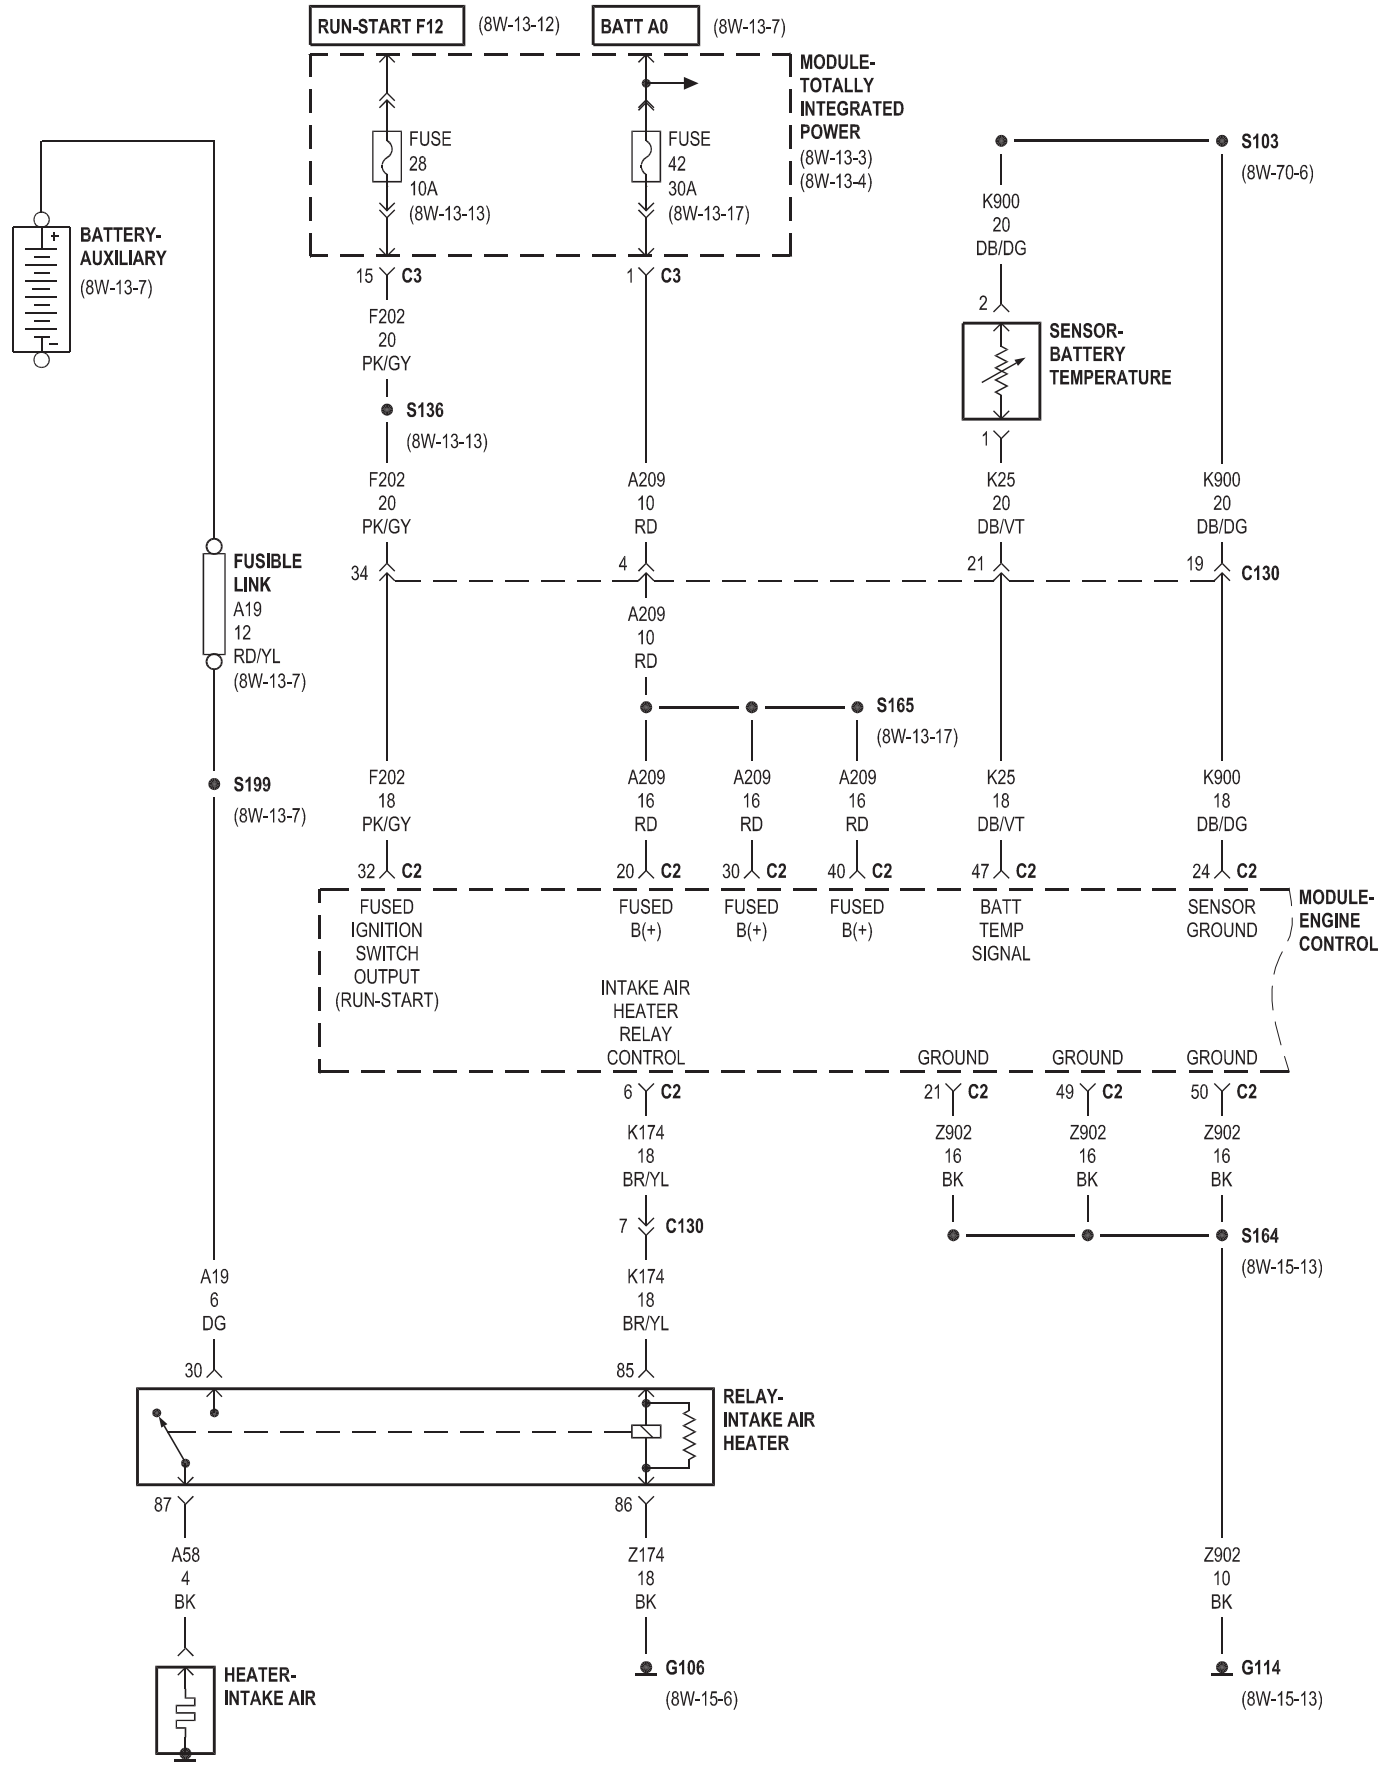 RUN-START F12
(8W-13-12)
BATT A0
(8W-13-7)
MODULE-
TOTALLY
INTEGRATED
POWER
(8W-13-3)
(8W-13-4)
FUSE
28
10A
(8W-13-13)
FUSE
42
30A
(8W-13-17)
S103
(8W-70-6)
+
-
BATTERY-
AUXILIARY
(8W-13-7)
15
C3
1
C3
K900
20
DB/DG
2
SENSOR-
BATTERY
TEMPERATURE
1
F202
20
PK/GY
S136
(8W-13-13)
F202
20
PK/GY
A209
10
RD
K25
20
DB/VT
K900
20
DB/DG
34
4
21
19
C130
FUSIBLE
LINK
A19
12
RD/YL
(8W-13-7)
A209
10
RD
S165
(8W-13-17)
S199
(8W-13-7)
F202
18
PK/GY
A209
16
RD
A209
16
RD
A209
16
RD
K25
18
DB/VT
K900
18
DB/DG
32
C2
20
C2
30
C2
40
C2
47
C2
24
C2
FUSED
IGNITION
SWITCH
OUTPUT
(RUN-START)
FUSED
B(+)
FUSED
B(+)
FUSED
B(+)
BATT
TEMP
SIGNAL
SENSOR
GROUND
MODULE-
ENGINE
CONTROL
INTAKE AIR
HEATER
RELAY
CONTROL
GROUND
GROUND
GROUND
6
C2
21
C2
49
C2
50
C2
K174
18
BR/YL
Z902
16
BK
Z902
16
BK
Z902
16
BK
7
C130
S164
(8W-15-13)
A19
6
DG
K174
18
BR/YL
30
85
RELAY-
INTAKE AIR
HEATER
87
86
A58
4
BK
Z174
18
BK
Z902
10
BK
HEATER-
INTAKE AIR
G106
(8W-15-6)
G114
(8W-15-13)